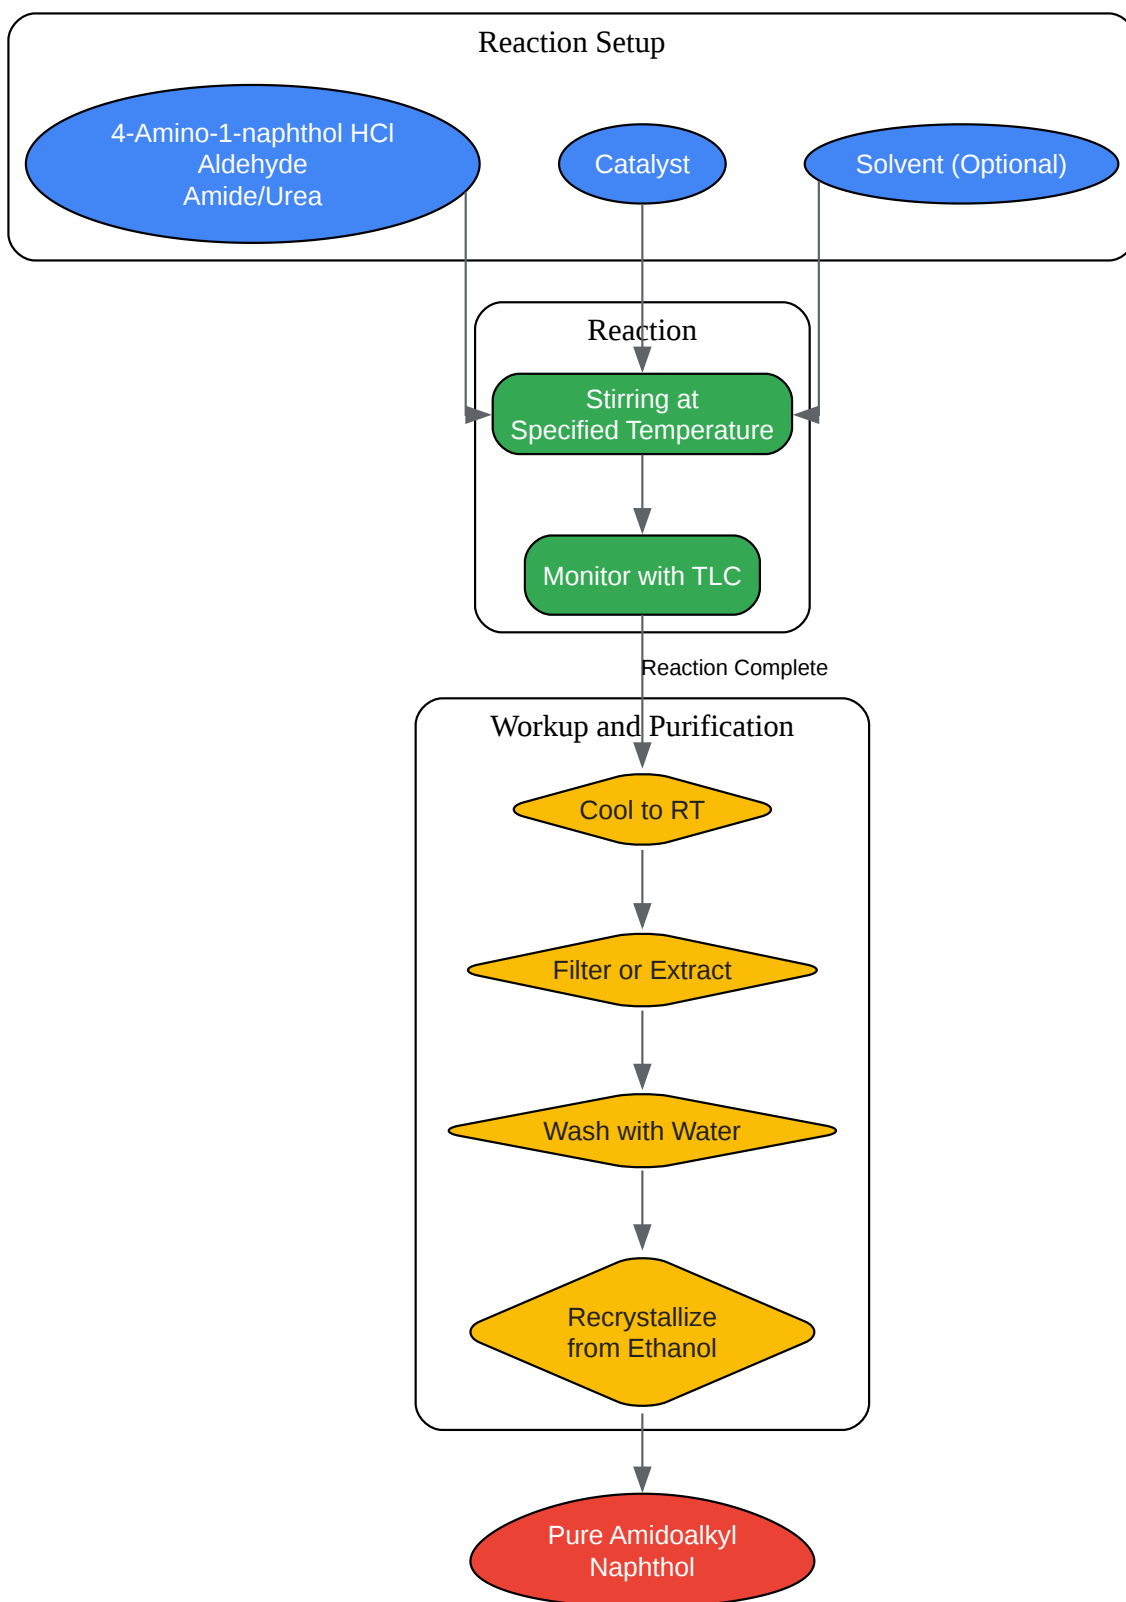 Reaction Setup
4-Amino-1-naphthol HCl
Aldehyde
Amide/Urea
Catalyst
Solvent (Optional)
Reaction
Stirring at
Specified Temperature
Monitor with TLC
Reaction Complete
Workup and Purification
Cool to RT
Filter or Extract
Wash with Water
Recrystallize
from Ethanol
Pure Amidoalkyl
Naphthol